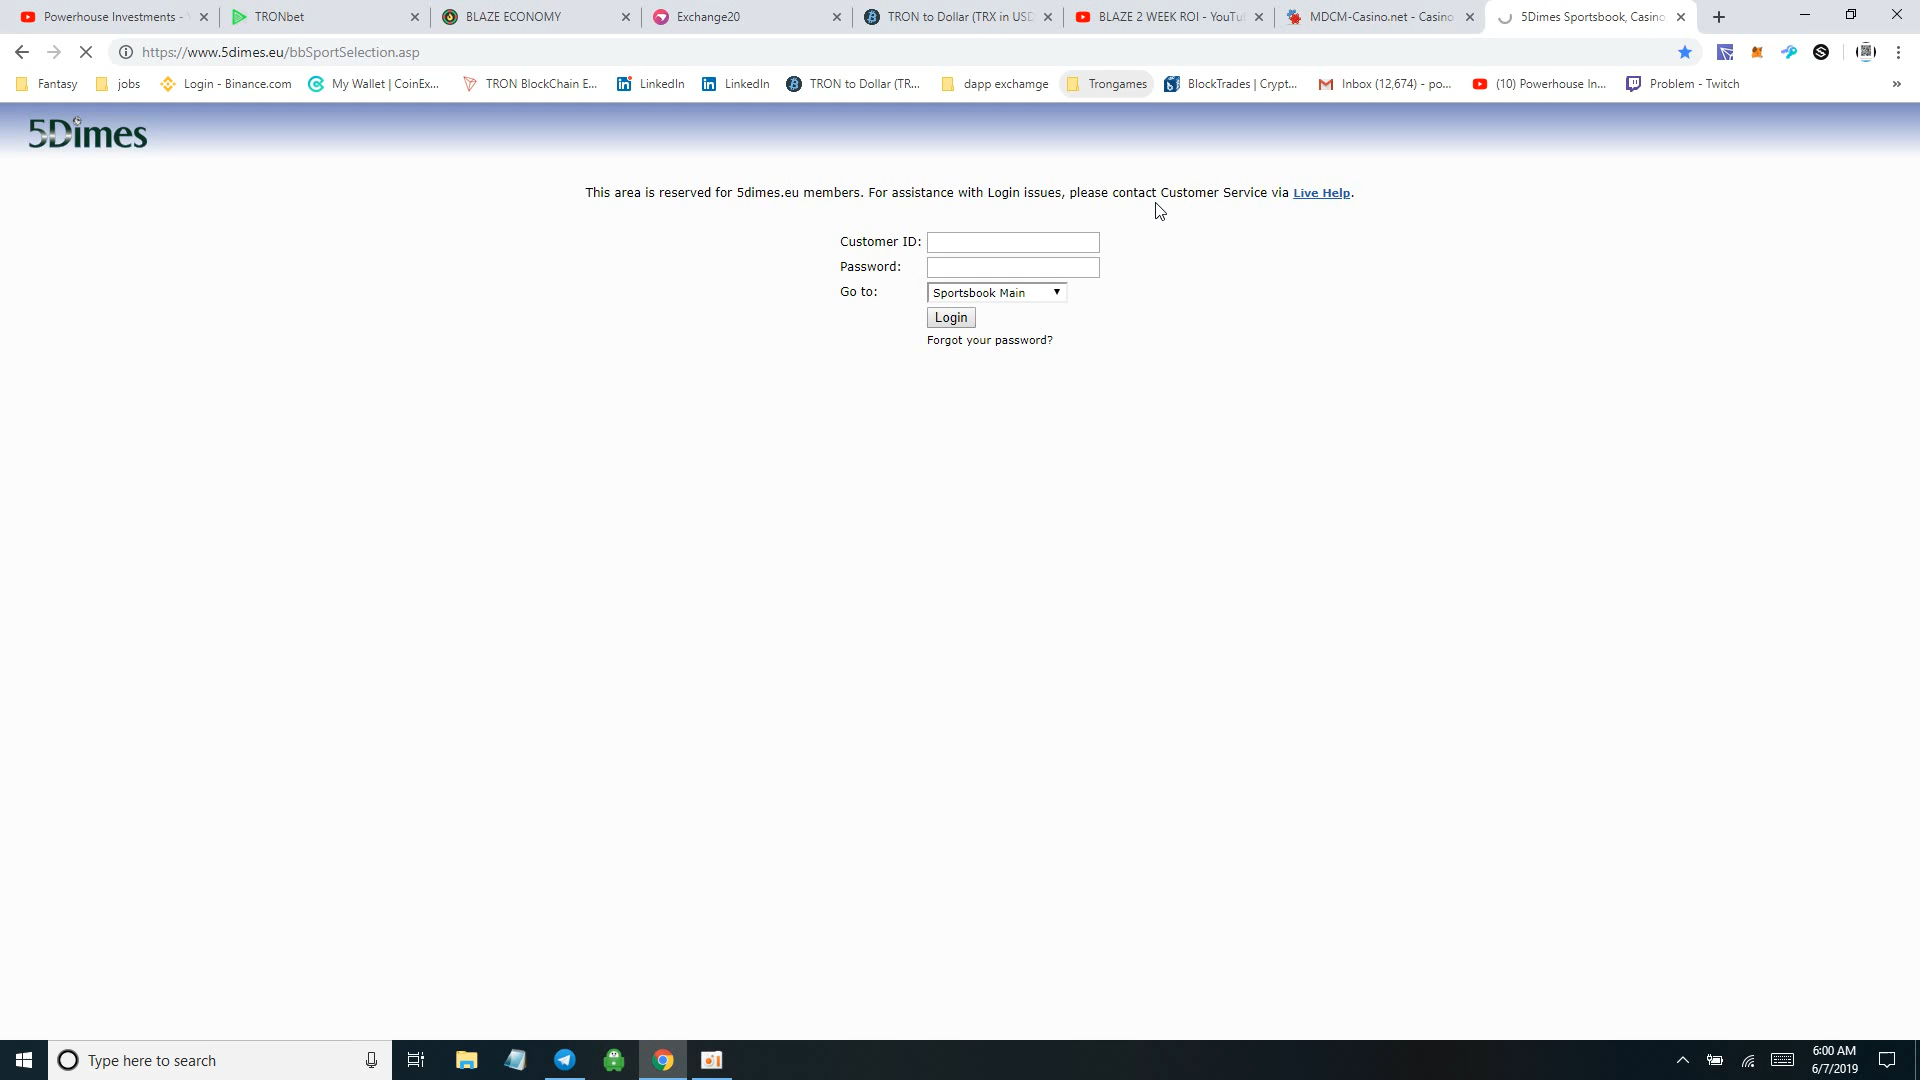 Powerhouse Investments -
TRONbet
BLAZE ECONOMY
Exchange20
TRON to Dollar (TRX in USD
BLAZE 2 WEEK ROI - YouTu
MDCM-Casino.net - Casino
5Dimes Sportsbook, Casino
https://www.5dimes.eu/bbSportSelection.asp
Fantasy
jobs
Login - Binance.com
My Wallet | CoinEx...
TRON BlockChain E...
LinkedIn
LinkedIn
TRON to Dollar (TR...
dapp exchamge
Trongames
BlockTrades | Crypt...
Inbox (12,674) - po...
(10) Powerhouse In...
Problem - Twitch
»
5Dimes
This area is reserved for 5dimes.eu members. For assistance with Login issues, please contact Customer Service via Live Help.
Customer ID:
Password:
Go to:
Sportsbook Main
Login
Forgot your password?
Type here to search
6:00 AM
6/7/2019